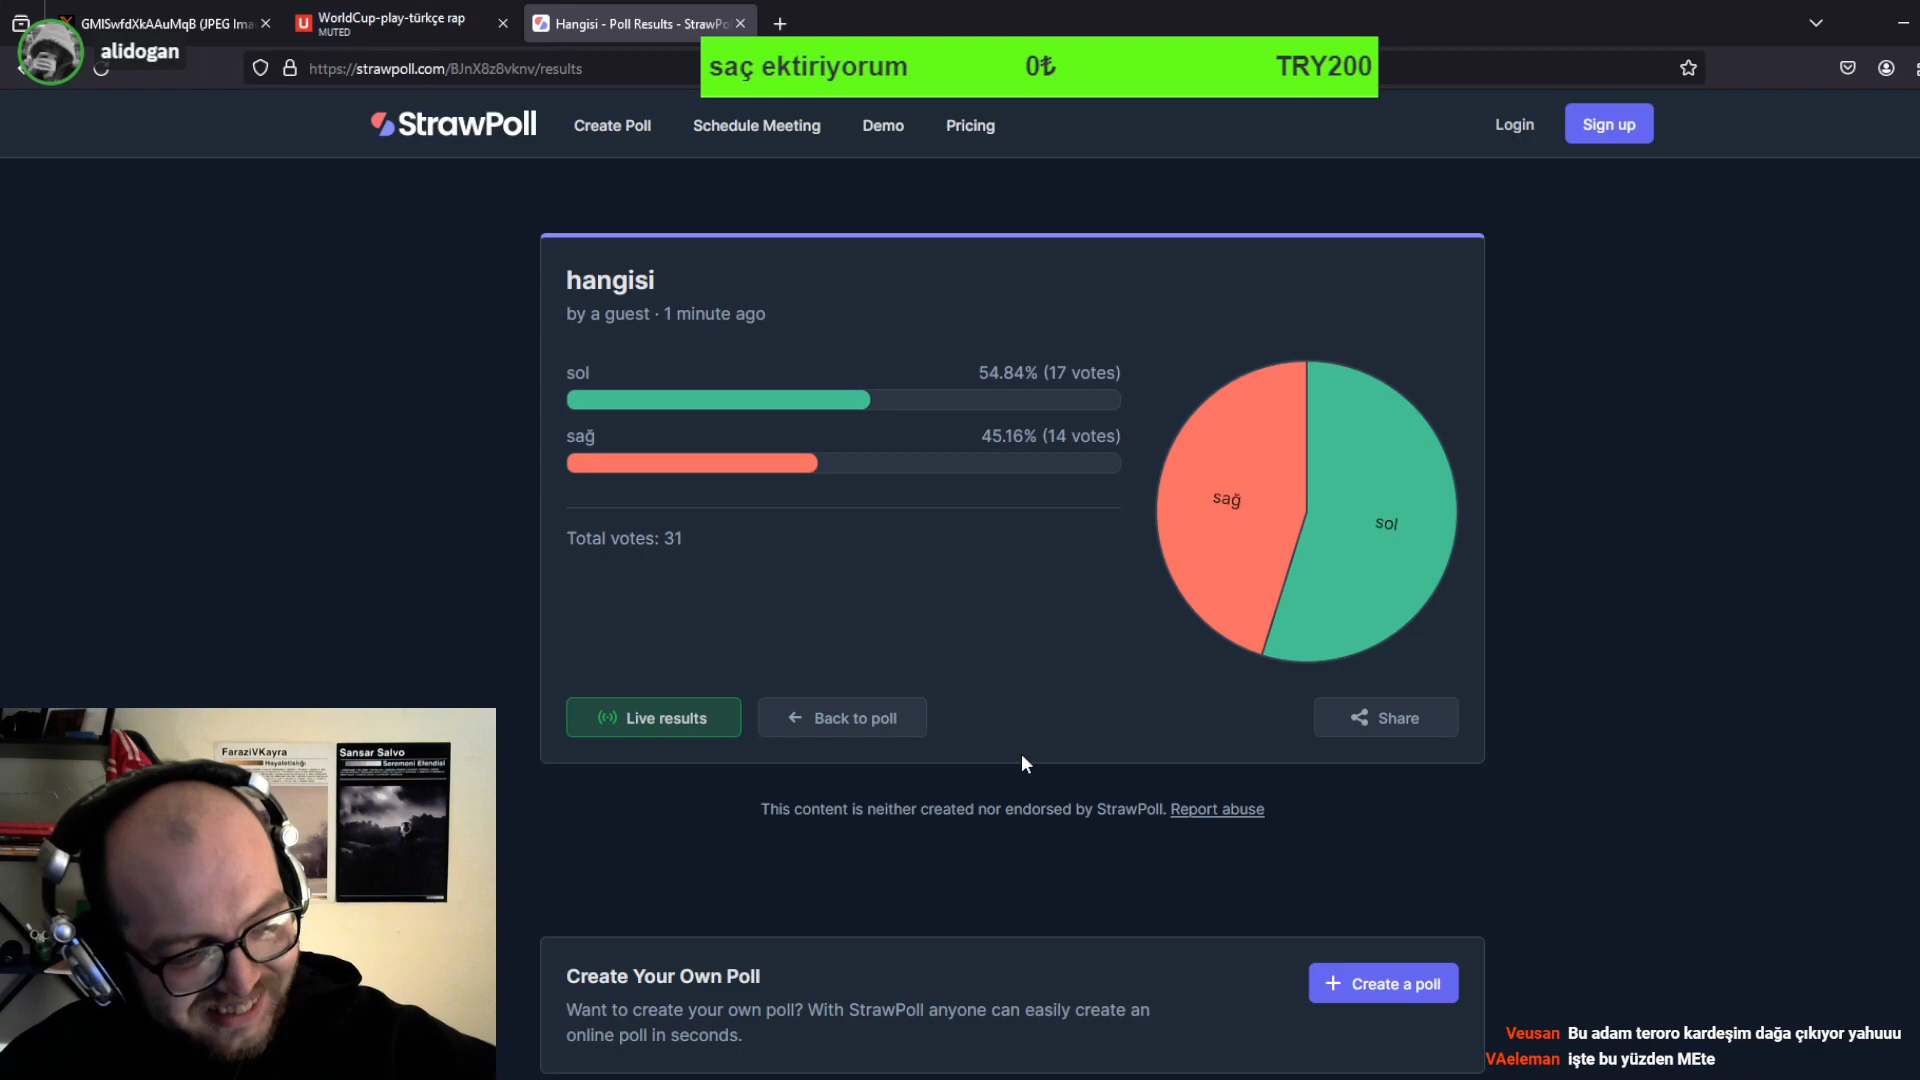 GMlSwfdXkAAuMqB (JPEG Ima
WorldCup-play-türkçe rap
MUTED
Hangisi - Poll Results - StrawPo
alidogan
https://strawpoll.com/BJnX8z8vknv/results
saç ektiriyorum 0₺ TRY200
StrawPoll Create Poll Schedule Meeting Demo Pricing Login Sign up
hangisi
by a guest · 1 minute ago
sol 54.84% (17 votes)
sağ 45.16% (14 votes)
sağ
sol
Total votes: 31
Live results Back to poll Share
This content is neither created nor endorsed by StrawPoll. Report abuse
FaraziVKayra
Hayaletislığı
Sansar Salvo
Seremoni Efendisi
Create Your Own Poll
Want to create your own poll? With StrawPoll anyone can easily create an
online poll in seconds.
Create a poll
Veusan Bu adam teroro kardeşim dağa çıkıyor yahuuu
VAeleman işte bu yüzden MEte